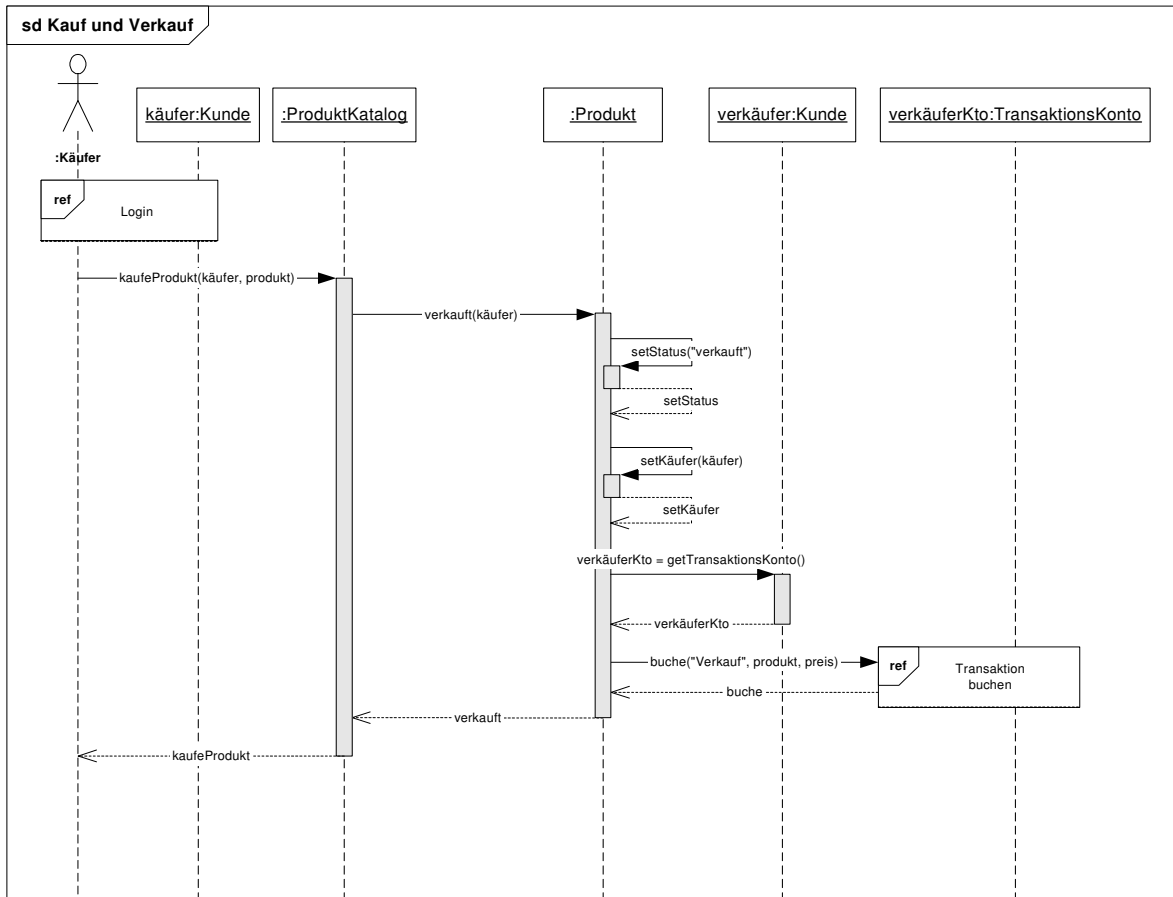 sd Kauf und Verkauf
käufer:Kunde
:ProduktKatalog
:Produkt
verkäufer:Kunde
verkäuferKto:TransaktionsKonto
:Käufer
ref
Login
kaufeProdukt(käufer, produkt)
verkauft(käufer)
setStatus("verkauft")
setStatus
setKäufer(käufer)
setKäufer
verkäuferKto = getTransaktionsKonto()
verkäuferKto
buche("Verkauf", produkt, preis)
ref
Transaktion
buchen
buche
verkauft
kaufeProdukt